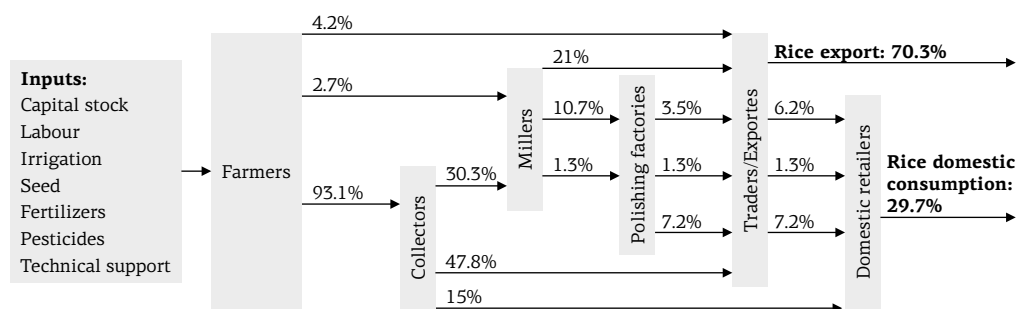 Inputs:
Capital stock
Labour
Irrigation
Seed
Fertilizers
Pesticides
Technical support
Farmers
4.2%
2.7%
93.1%
Collectors
30.3%
47.8%
15%
Millers
21%
10.7%
1.3%
Polishing factories
3.5%
1.3%
7.2%
Traders/Exportes
Rice export: 70.3%
6.2%
1.3%
7.2%
Domestic retailers
Rice domestic
consumption:
29.7%